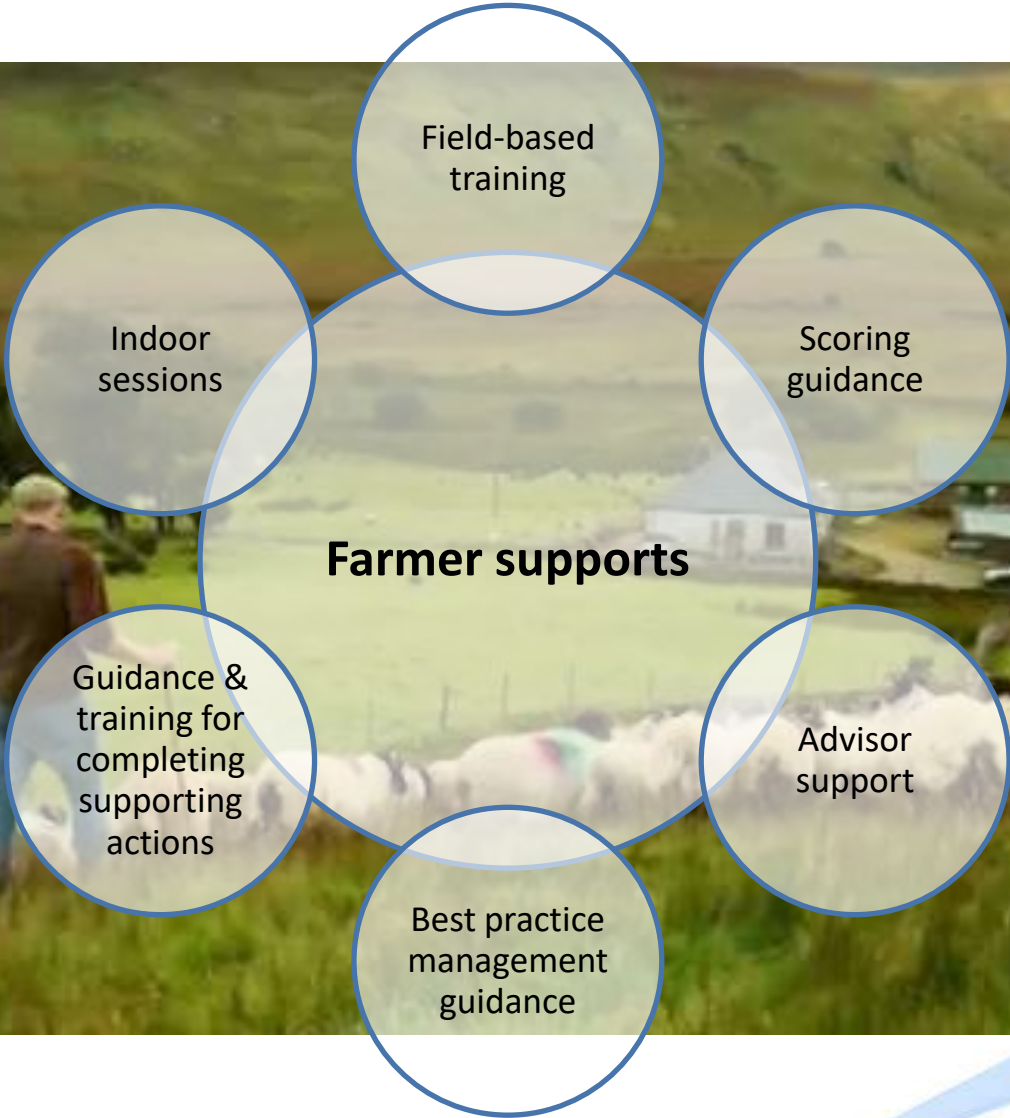 Field-based
training
Indoor
sessions
Scoring
guidance
Farmer supports
Guidance &
training for
completing
supporting
actions
Advisor
support
Best practice
management
guidance